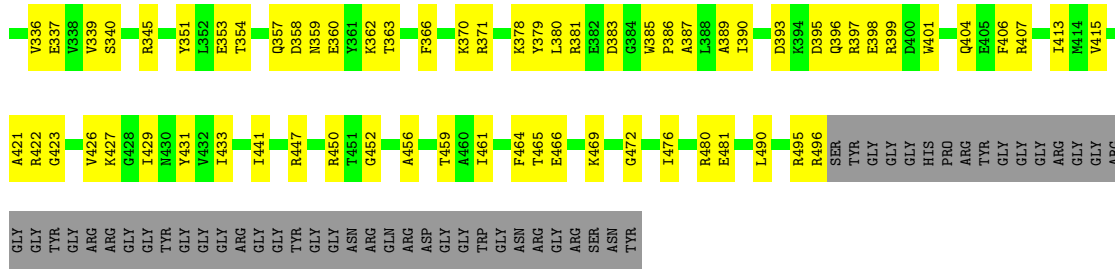 V336 E337 V338 V339 S340 R345 Y351 L352 E353 T354 Q357 D358 N359 E360 Y361 K362 T363 F366 K370 R371 K378 Y379 L380 R381 E382 D383 G384 W385 P386 A387 L388 A389 I390 D393 K394 D395 Q396 R397 E398 R399 D400 W401 Q404 E405 F406 R407 I413 M414 V415
A421 R422 G423 V426 K427 G428 I429 N430 Y431 V432 I433 I441 R447 R450 T451 G452 A456 T459 A460 I461 F464 T465 E466 K469 G472 I476 R480 E481 L490 R495 R496 SER TYR GLY GLY GLY HIS PRO ARG TYR GLY GLY GLY ARG GLY GLY ARG
GLY GLY TYR GLY ARG ARG GLY GLY TYR GLY GLY GLY ARG GLY GLY TYR GLY GLY ASN ARG GLN ARG ASP GLY GLY TRP GLY ASN ARG GLY ARG SER ASN TYR